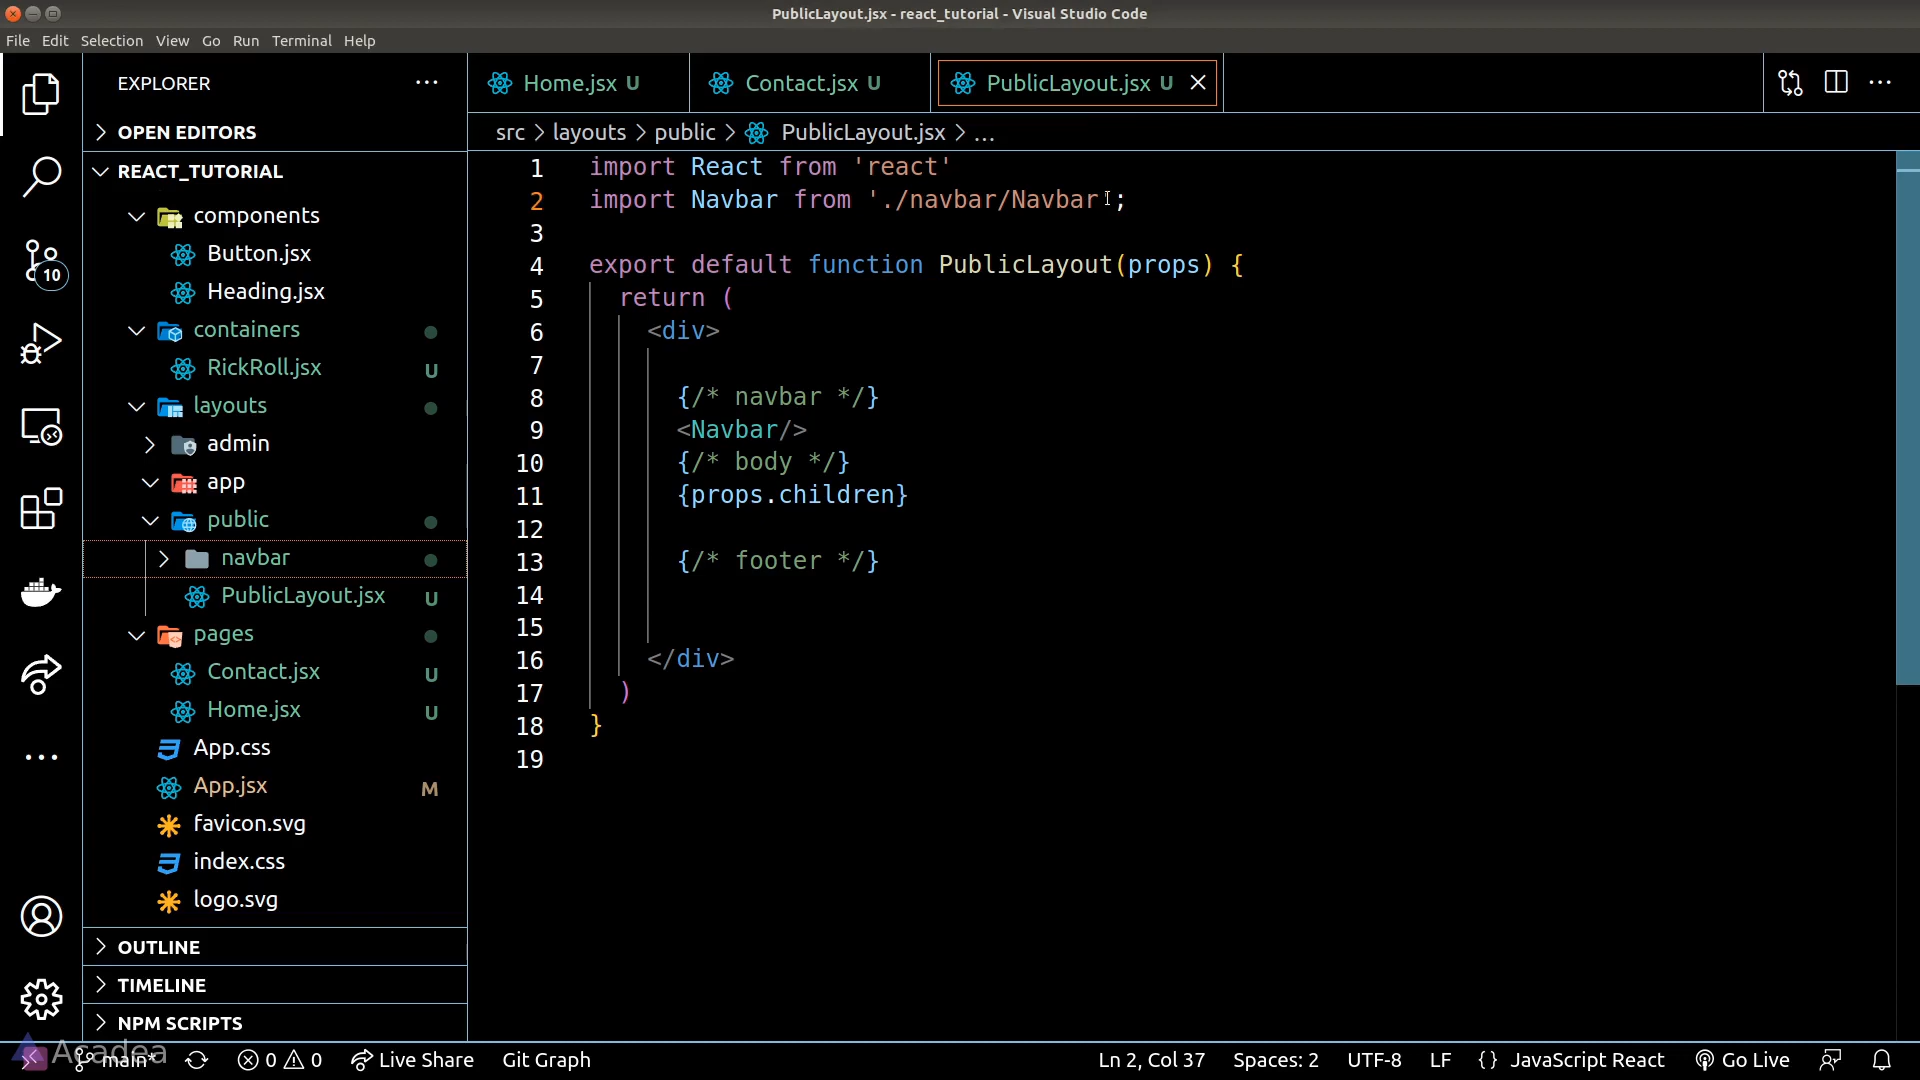 PublicLayout.jsx - react_tutorial - Visual Studio Code
File Edit Selection View Go Run Terminal Help
EXPLORER
Home.jsx U
Contact.jsx U
PublicLayout.jsx U
OPEN EDITORS
src > layouts > public > PublicLayout.jsx > ...
REACT_TUTORIAL
components
Button.jsx
Heading.jsx
containers
RickRoll.jsx U
layouts
admin
app
public
navbar
PublicLayout.jsx U
pages
Contact.jsx U
Home.jsx U
App.css
App.jsx M
favicon.svg
index.css
logo.svg
OUTLINE
TIMELINE
NPM SCRIPTS
10
1 import React from 'react'
2 import Navbar from './navbar/Navbar';
3
4 export default function PublicLayout(props) {
5 return (
6 <div>
7
8 {/* navbar */}
9 <Navbar/>
10 {/* body */}
11 {props.children}
12
13 {/* footer */}
14
15
16 </div>
17 )
18 }
19
Acadea
main* 0 0 Live Share Git Graph Ln 2, Col 37 Spaces: 2 UTF-8 LF {} JavaScript React Go Live